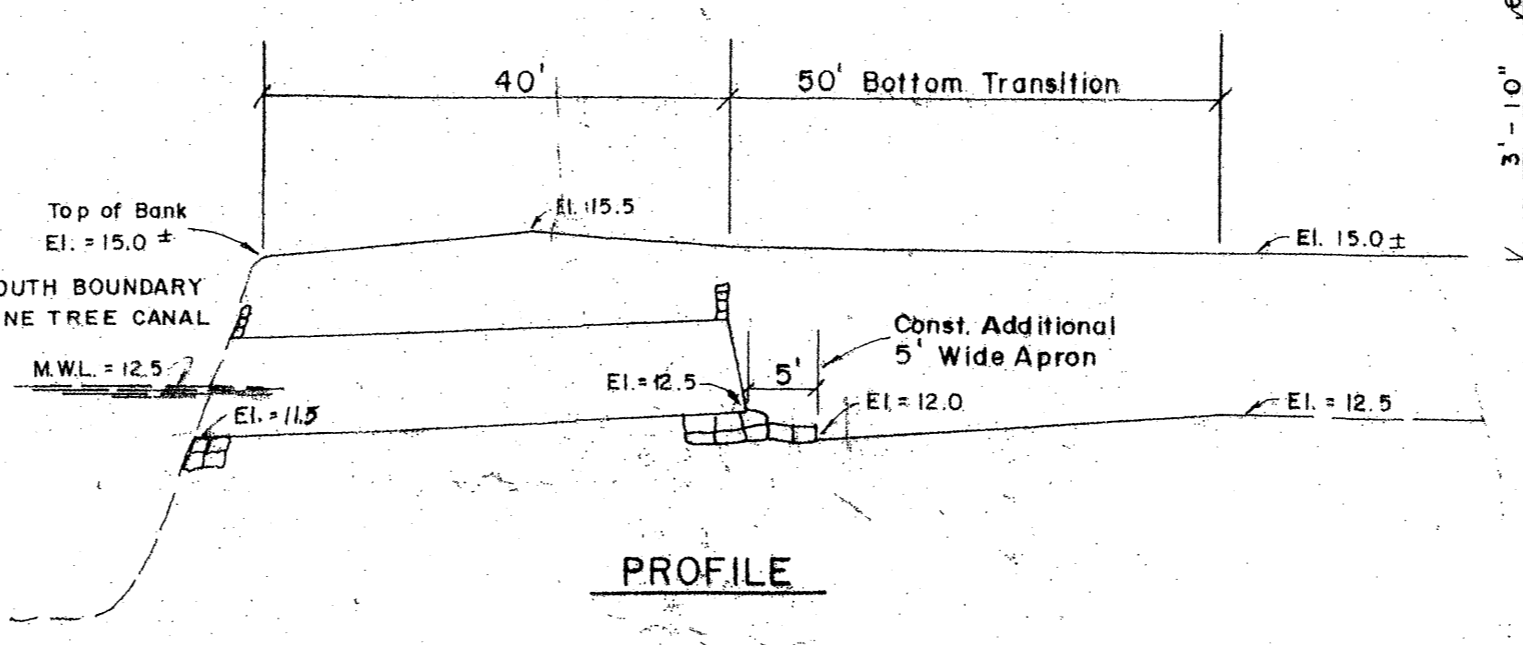 40'
50' Bottom Transition
3'-10"
Top of Bank
El. = 15.0 ±
El. 15.5
El. 15.0 ±
OUTH BOUNDARY
NE TREE CANAL
Const. Additional
5' Wide Apron
M.W.L. = 12.5
El. = 12.5
5'
El. = 12.0
El. = 12.5
El. = 11.5
PROFILE